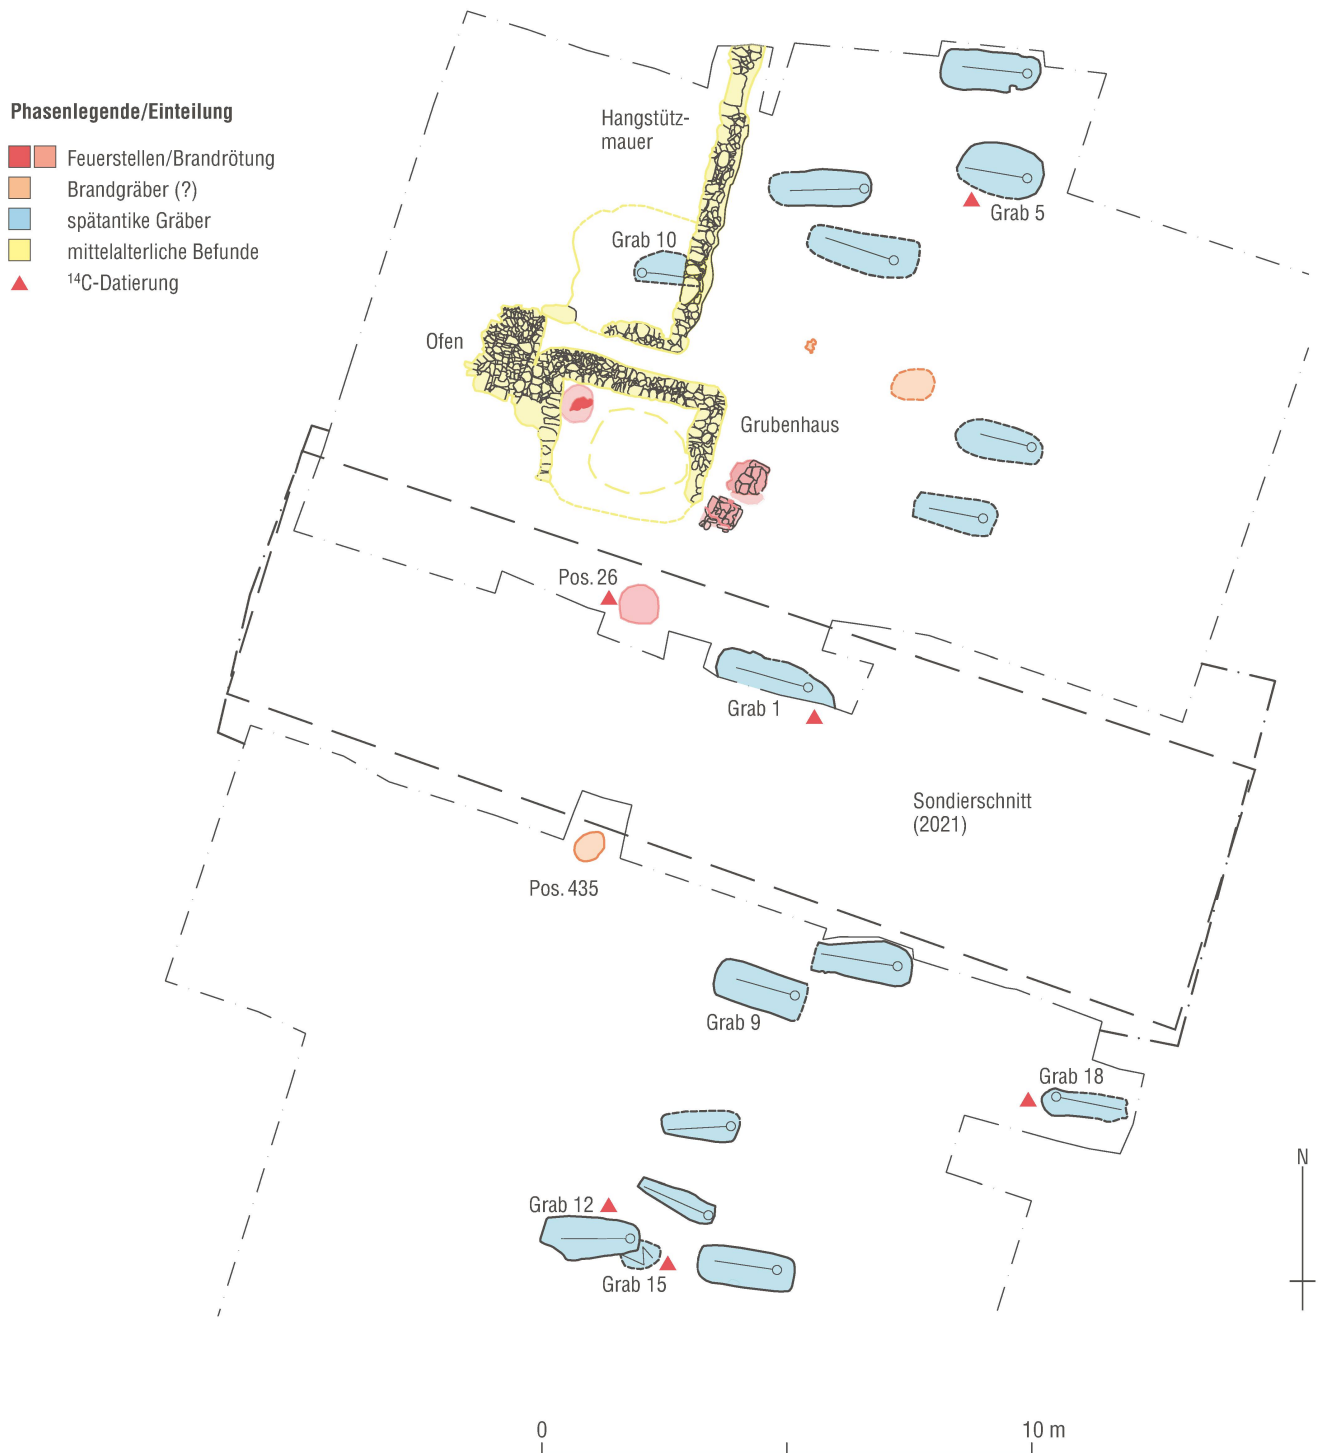 Phasenlegende/Einteilung
Feuerstellen/Brandrötung
Brandgräber (?)
spätantike Gräber
mittelalterliche Befunde
¹⁴C-Datierung
Hangstütz-
mauer
Grab 5
Grab 10
Ofen
Grubenhaus
Pos. 26
Grab 1
Sondierschnitt
(2021)
Pos. 435
Grab 9
Grab 18
Grab 12
Grab 15
N
0
10 m